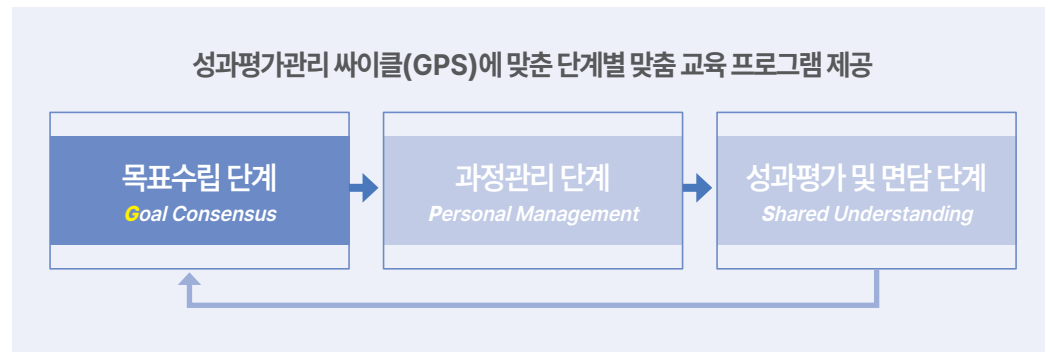 성과평가관리 싸이클(GPS)에 맞춘 단계별 맞춤 교육 프로그램 제공
목표수립 단계
Goal Consensus
과정관리 단계
Personal Management
성과평가 및 면담 단계
Shared Understanding